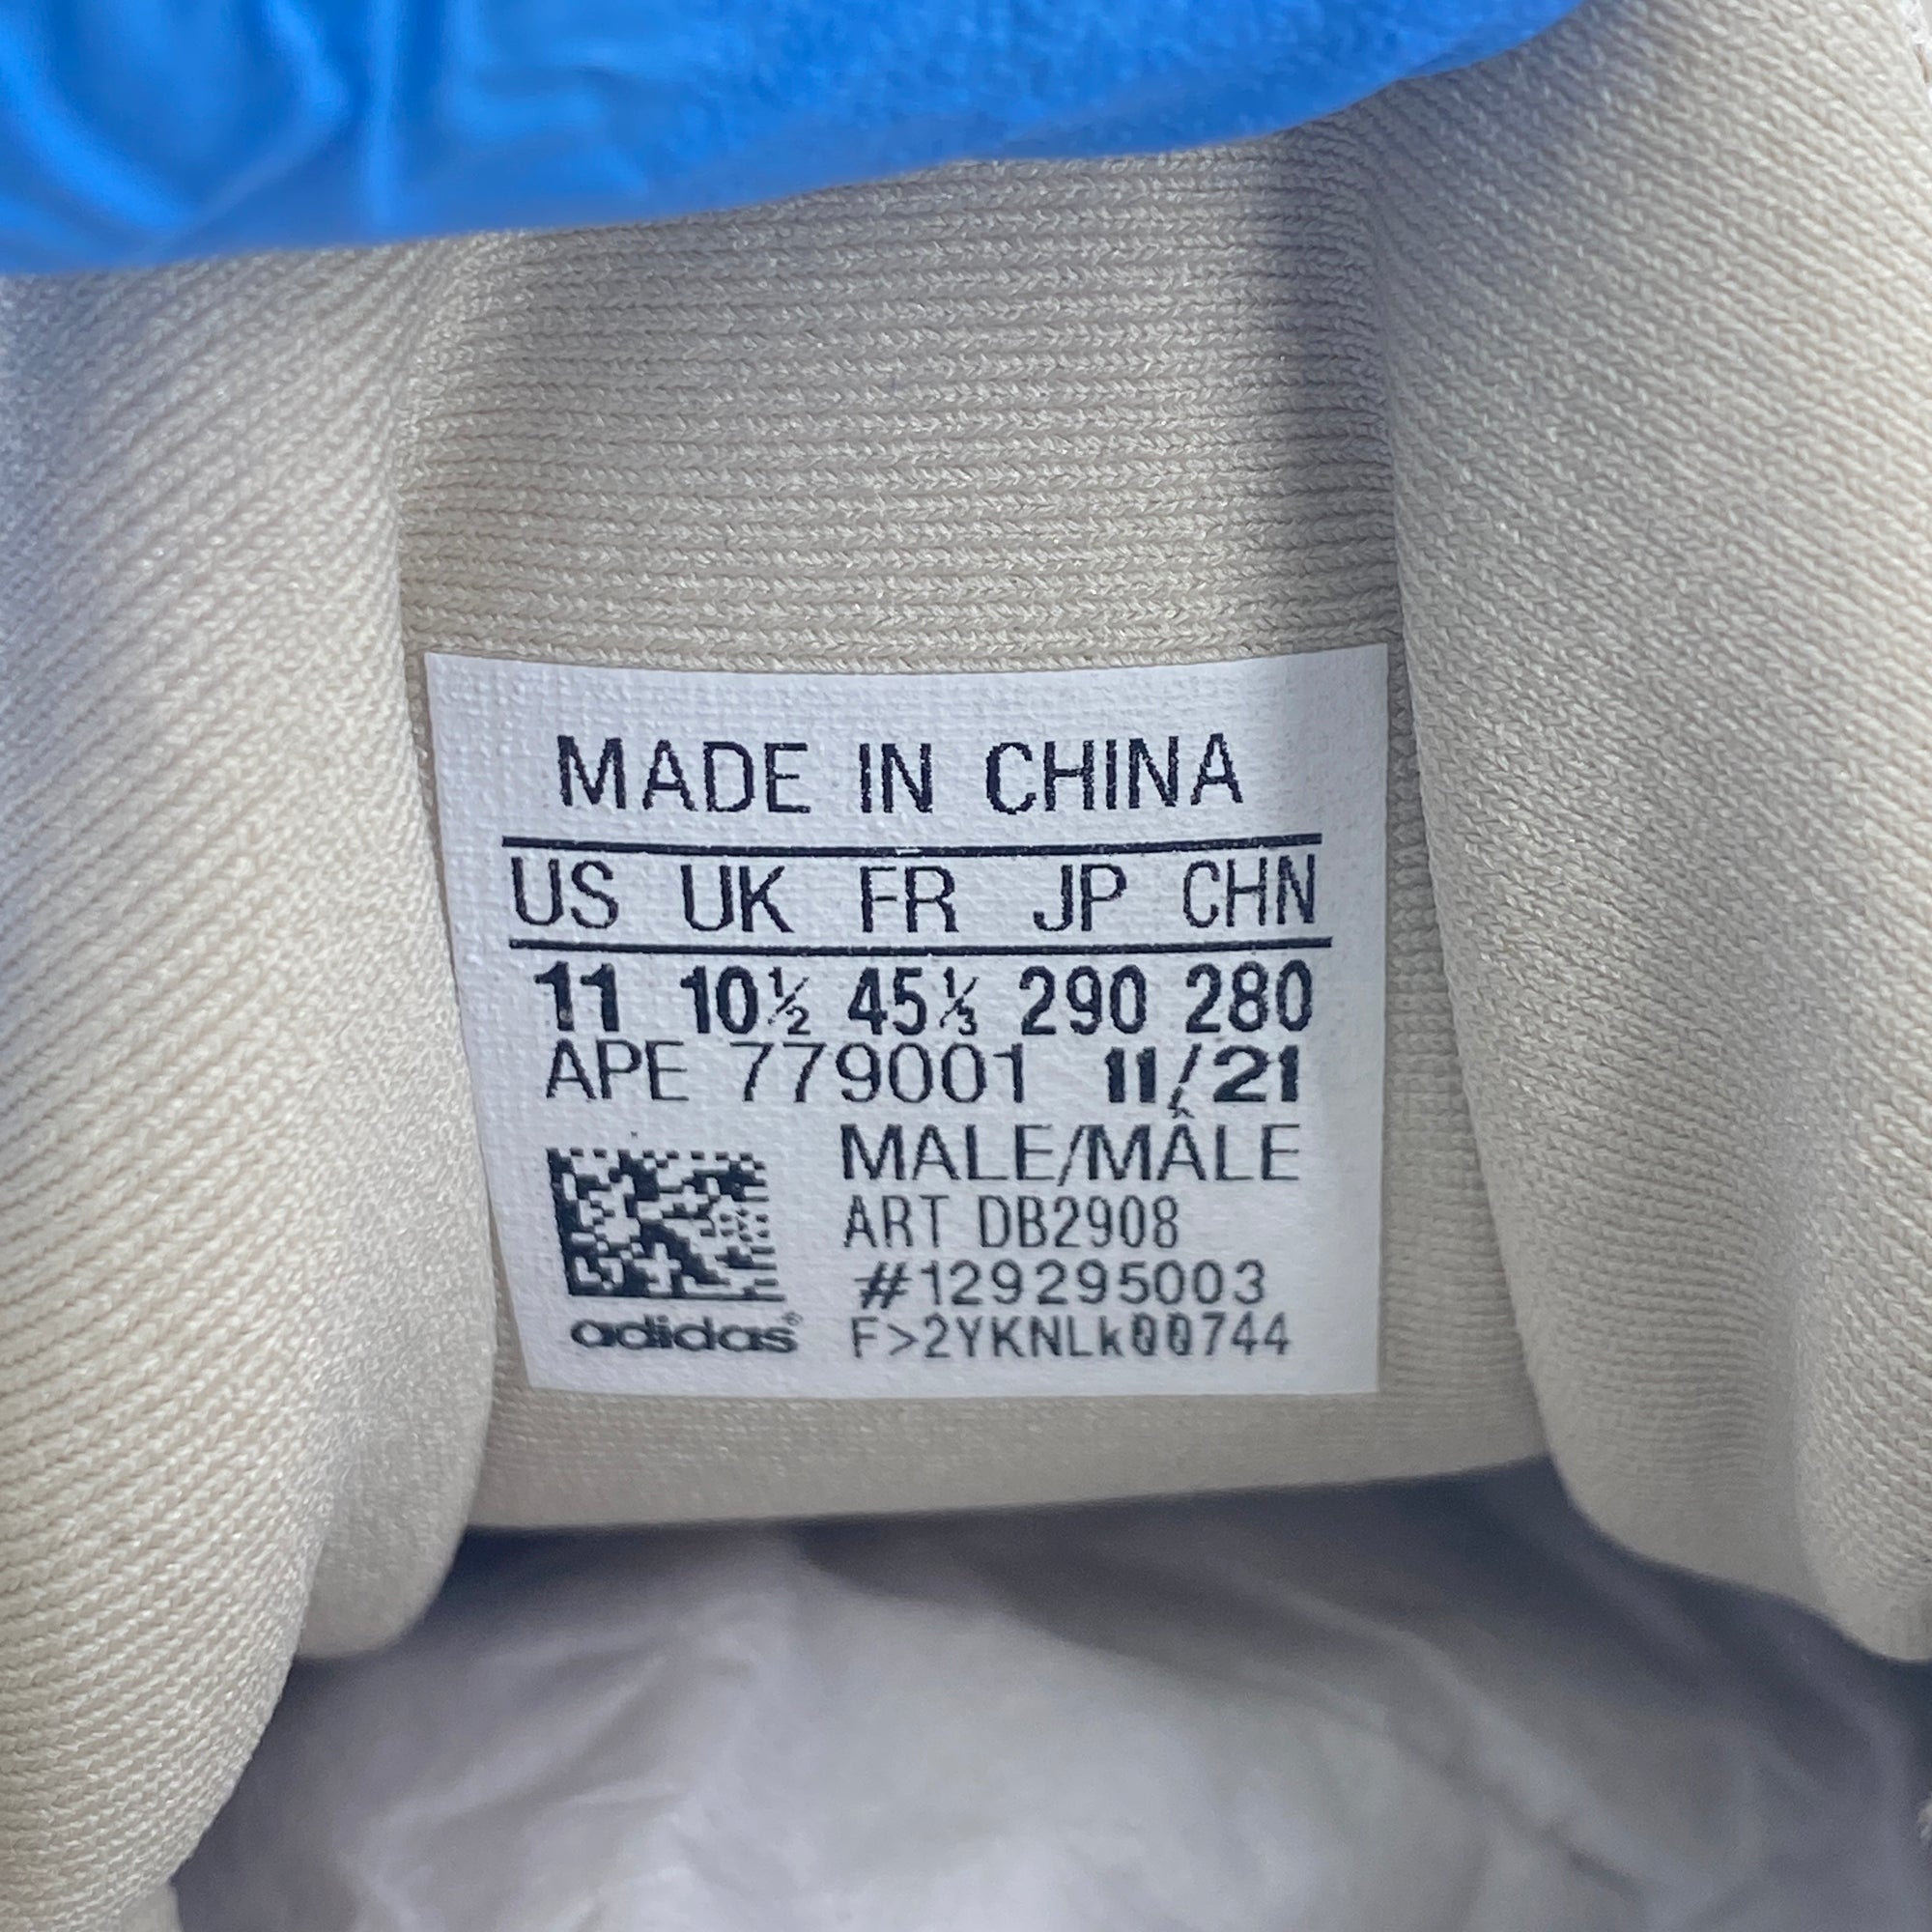 MADE IN CHINA
US UK FR JP CHN
11 10½ 45⅓ 290 280
APE 779001 11/21
MALE/MÂLE
ART DB2908
#129295003
adidas® F>2YKNLk00744